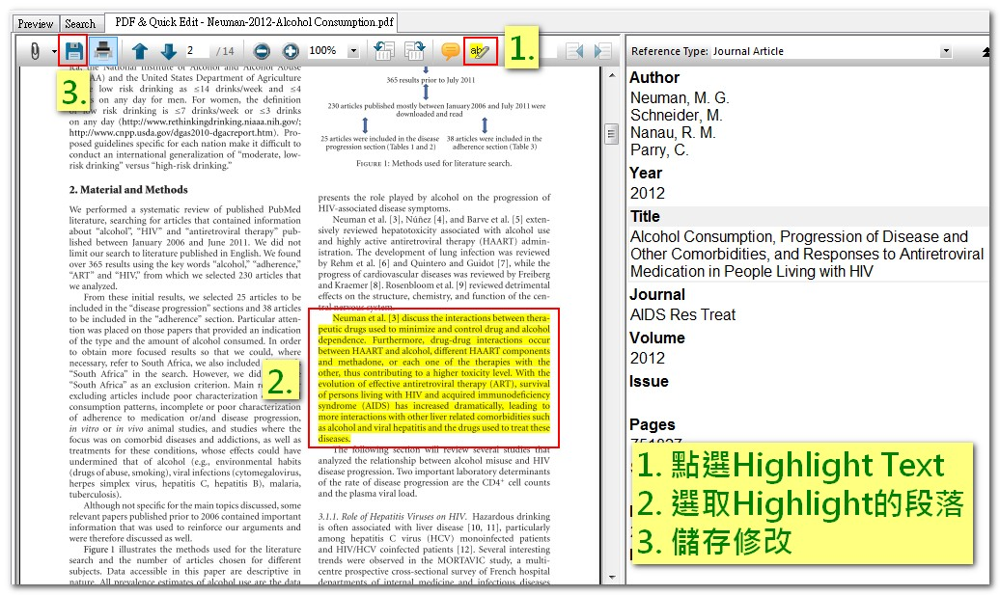 Preview Search PDF & Quick Edit - Neuman-2012-Alcohol Consumption.pdf
2 / 14 100% 1. Reference Type: Journal Article
3.
and the United States Department of Agriculture
low risk drinking as ≤14 drinks/week and ≤4
s on any day for men. For women, the definition
low risk drinking is ≤7 drinks/week or ≤3 drinks
on any day (http://www.rethinkingdrinking.niaaa.nih.gov/;
http://www.cnpp.usda.gov/dgas2010-dgacreport.htm). Pro-
posed guidelines specific for each nation make it difficult to
conduct an international generalization of “moderate, low-
risk drinking” versus “high-risk drinking.”
2. Material and Methods
We performed a systematic review of published PubMed
literature, searching for articles that contained information
about “alcohol”, “HIV” and “antiretroviral therapy” pub-
lished between January 2006 and June 2011. We did not
limit our search to literature published in English. We found
over 365 results using the key words “alcohol,” “adherence,”
“ART” and “HIV,” from which we selected 230 articles that
we analyzed.
From these initial results, we selected 25 articles to be
included in the “disease progression” sections and 38 articles
to be included in the “adherence” section. Particular atten-
tion was placed on those papers that provided an indication
of the type and the amount of alcohol consumed. In order
to obtain more focused results so that we could, where
necessary, refer to South Africa, we also included
“South Africa” in the search. However, we did
“South Africa” as an exclusion criterion. Main
excluding articles include poor characterization
consumption patterns, incomplete or poor characterization
of adherence to medication or/and disease progression,
in vitro or in vivo animal studies, and studies where the
focus was on comorbid diseases and addictions, as well as
treatments for these conditions, whose effects could have
undermined that of alcohol (e.g., environmental habits
(drugs of abuse, smoking), viral infections (cytomegalovirus,
herpes simplex virus, hepatitis C, hepatitis B), malaria,
tuberculosis).
Although not specific for the main topics discussed, some
relevant papers published prior to 2006 contained important
information that was used to reinforce our arguments and
were therefore discussed as well.
Figure 1 illustrates the methods used for the literature
search and the number of articles chosen for different
subjects. Data accessible in this paper are descriptive in
nature. All prevalence estimates of alcohol use are the data
365 results prior to July 2011
230 articles published mostly between January 2006 and July 2011 were
downloaded and read
25 articles were included in the disease
progression section (Tables 1 and 2)
38 articles were included in the
adherence section (Table 3)
Figure 1: Methods used for literature search.
presents the role played by alcohol on the progression of
HIV-associated disease symptoms.
Neuman et al. [3], Núñez [4], and Barve et al. [5] exten-
sively reviewed hepatotoxicity associated with alcohol use
and highly active antiretroviral therapy (HAART) admin-
istration. The development of lung infection was reviewed
by Rehm et al. [6] and Quintero and Guidot [7], while the
progress of cardiovascular diseases was reviewed by Freiberg
and Kraemer [8]. Rosenbloom et al. [9] reviewed detrimental
effects on the structure, chemistry, and function of the cen-
tral nervous system.
2.
Neuman et al. [3] discuss the interactions between thera-
peutic drugs used to minimize and control drug and alcohol
dependence. Furthermore, drug-drug interactions occur
between HAART and alcohol, different HAART components
and methadone, or each one of the therapies with the
other, thus contributing to a higher toxicity level. With the
evolution of effective antiretroviral therapy (ART), survival
of persons living with HIV and acquired immunodeficiency
syndrome (AIDS) has increased dramatically, leading to
more interactions with other liver related comorbidities such
as alcohol and viral hepatitis and the drugs used to treat these
diseases.
The following section will review several studies that
analyzed the relationship between alcohol misuse and HIV
disease progression. Two important laboratory determinants
of the rate of disease progression are the CD4+ cell counts
and the plasma viral load.
3.1.1. Role of Hepatitis Viruses on HIV. Hazardous drinking
is often associated with liver disease [10, 11], particularly
among hepatitis C virus (HCV) monoinfected patients
and HIV/HCV coinfected patients [12]. Several interesting
trends were observed in the MORTAVIC study, a multi-
centre prospective cross-sectional survey of French hospital
departments of internal medicine and infectious diseases
Author
Neuman, M. G.
Schneider, M.
Nanau, R. M.
Parry, C.
Year
2012
Title
Alcohol Consumption, Progression of Disease and
Other Comorbidities, and Responses to Antiretroviral
Medication in People Living with HIV
Journal
AIDS Res Treat
Volume
2012
Issue
Pages
1. 點選Highlight Text
2. 選取Highlight的段落
3. 儲存修改